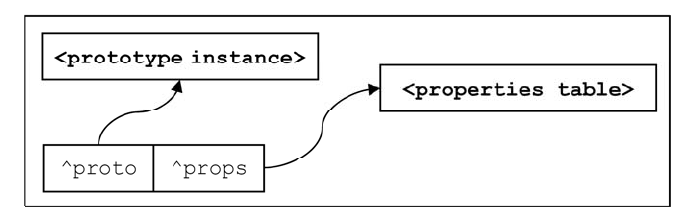 <prototype instance>
<properties table>
^proto ^props